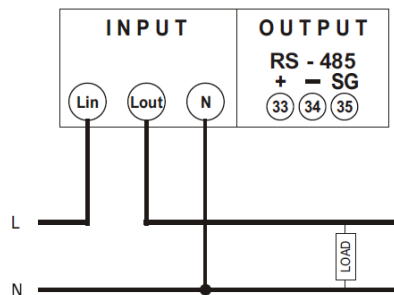 INPUT OUTPUT
RS - 485
+ − SG
Lin Lout N 33 34 35
L
LOAD
N